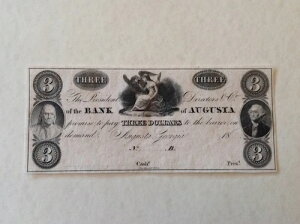 3 THREE THREE 3
The President Directors & Co.
of the BANK of AUGUSTA
promise to pay THREE DOLLARS to the bearer on
demand Augusta Georgia 18
No. B.
3 3
Cash.r Pres.t